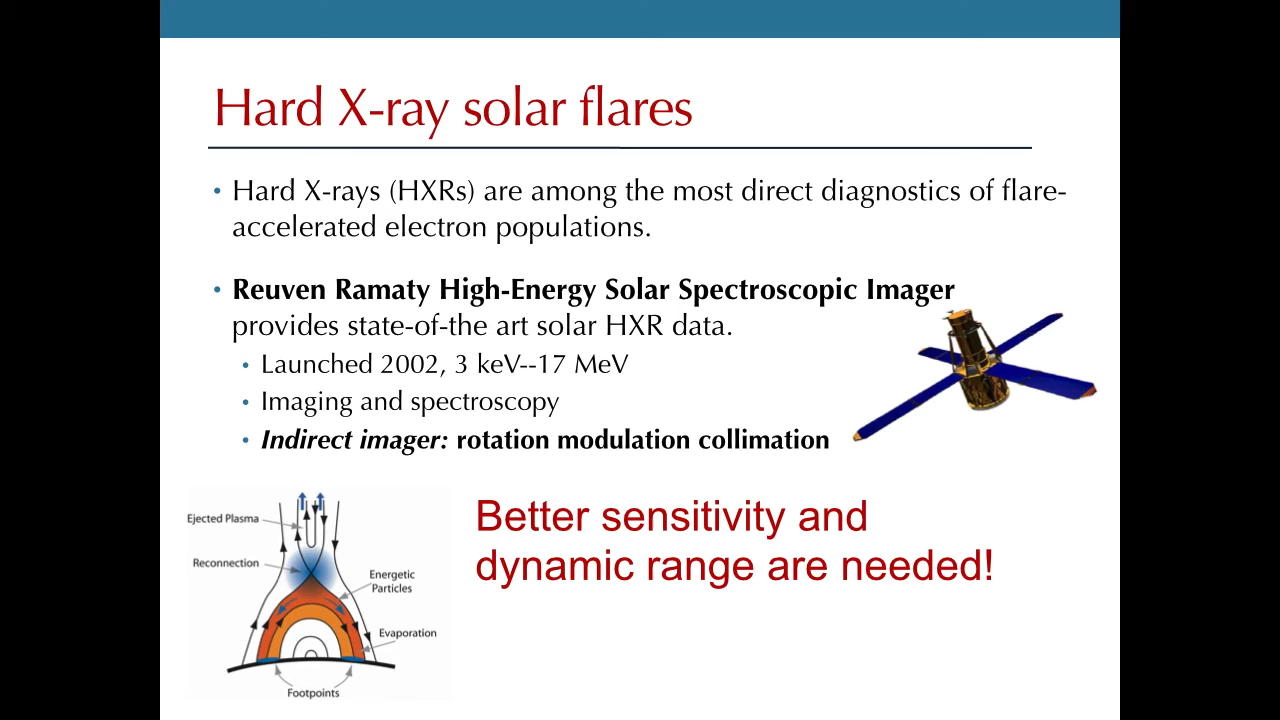 Hard X-ray solar flares
• Hard X-rays (HXRs) are among the most direct diagnostics of flare-
accelerated electron populations.
• Reuven Ramaty High-Energy Solar Spectroscopic Imager
provides state-of-the art solar HXR data.
• Launched 2002, 3 keV--17 MeV
• Imaging and spectroscopy
• Indirect imager: rotation modulation collimation
Better sensitivity and
dynamic range are needed!
Ejected Plasma
Reconnection
Energetic
Particles
Evaporation
Footpoints